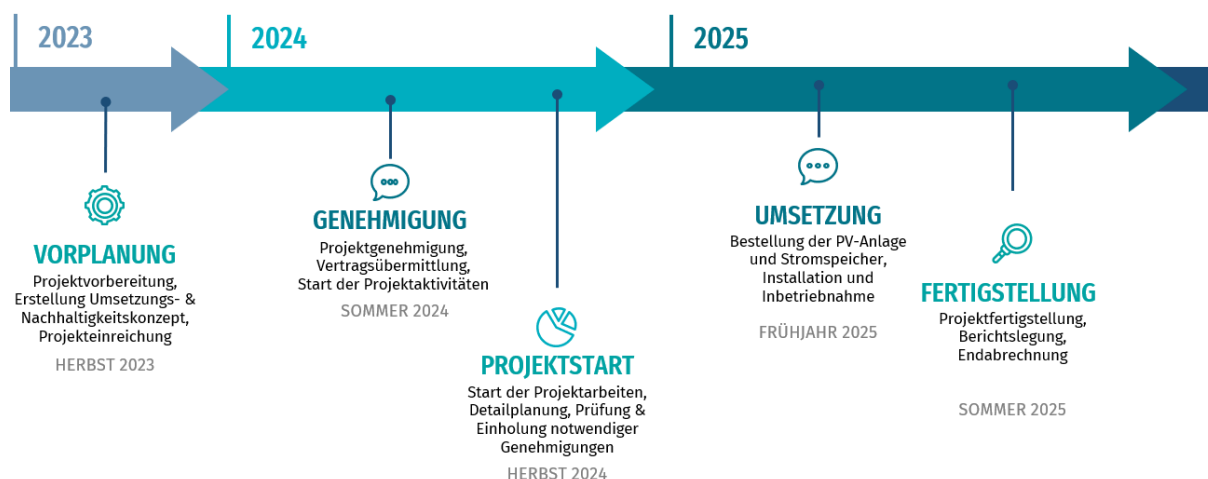 2023
2024
2025
VORPLANUNG
Projektvorbereitung,
Erstellung Umsetzungs- &
Nachhaltigkeitskonzept,
Projekteinreichung
HERBST 2023
GENEHMIGUNG
Projektgenehmigung,
Vertragsübermittlung,
Start der Projektaktivitäten
SOMMER 2024
PROJEKTSTART
Start der Projektarbeiten,
Detailplanung, Prüfung &
Einholung notwendiger
Genehmigungen
HERBST 2024
UMSETZUNG
Bestellung der PV-Anlage
und Stromspeicher,
Installation und
Inbetriebnahme
FRÜHJAHR 2025
FERTIGSTELLUNG
Projektfertigstellung,
Berichtslegung,
Endabrechnung
SOMMER 2025